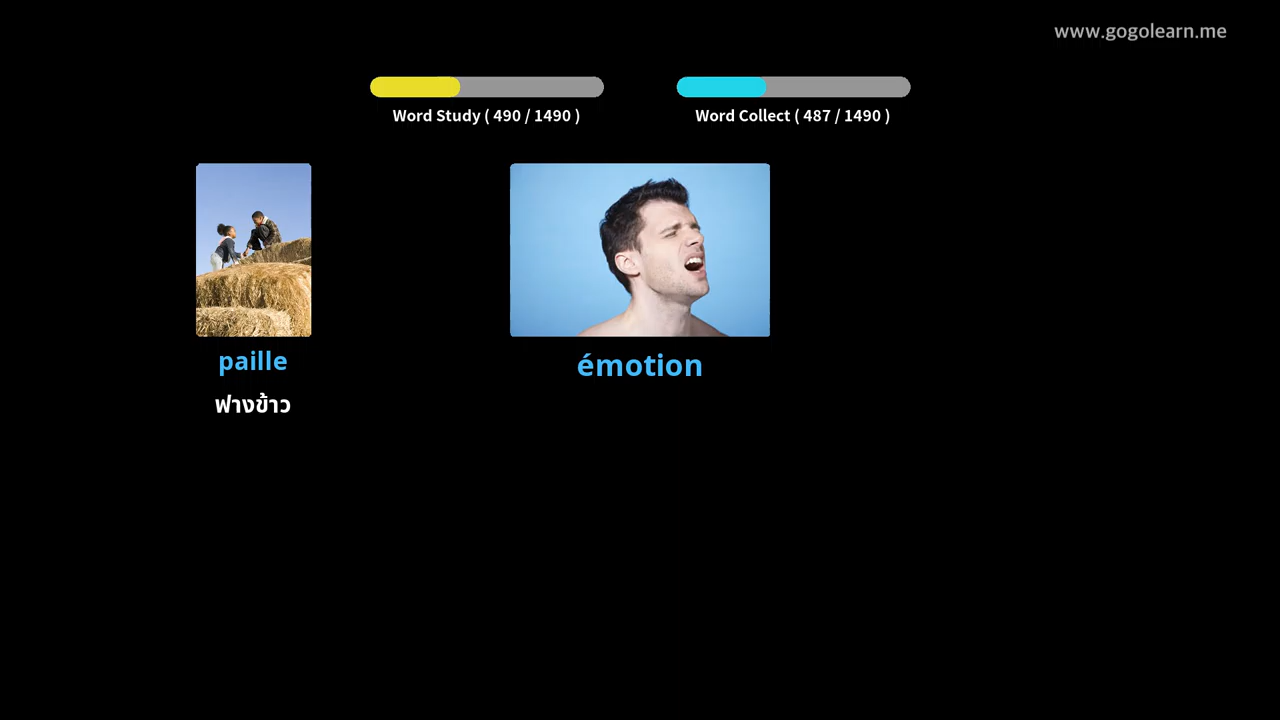 www.gogolearn.me
Word Study ( 490 / 1490 )
Word Collect ( 487 / 1490 )
paille
ฟางข้าว
émotion